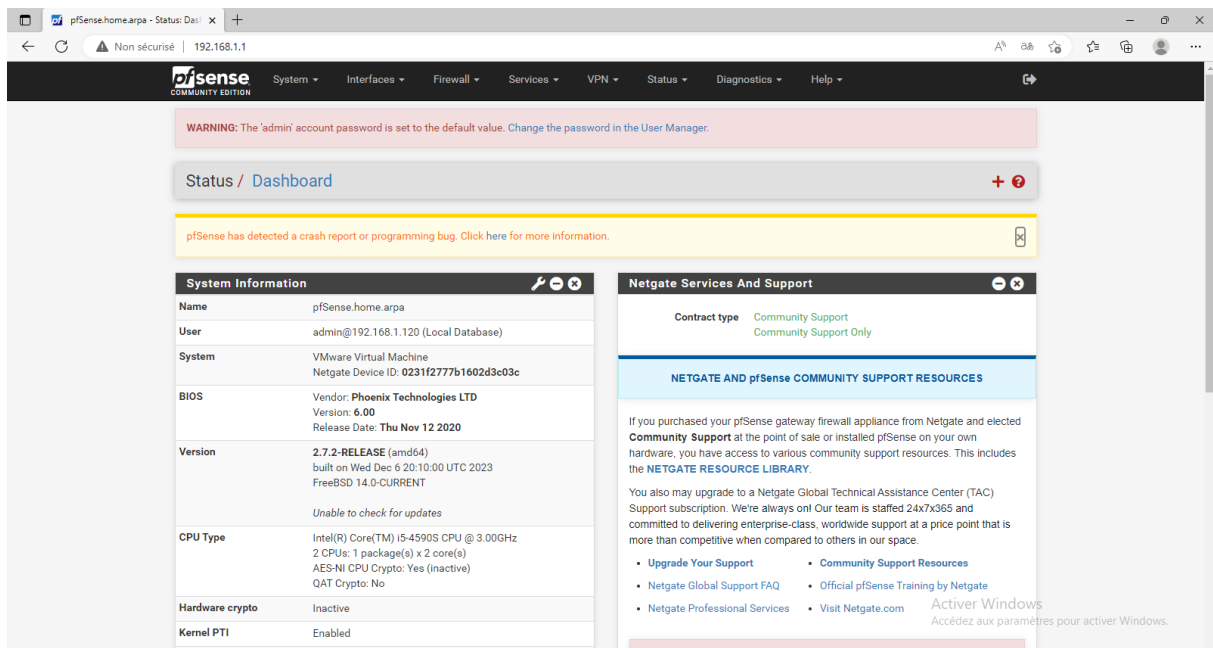 pfSense.home.arpa - Status: Das
Non sécurisé
192.168.1.1
pfsense
COMMUNITY EDITION
System
Interfaces
Firewall
Services
VPN
Status
Diagnostics
Help
WARNING: The 'admin' account password is set to the default value. Change the password in the User Manager.
Status / Dashboard
pfSense has detected a crash report or programming bug. Click here for more information.
System Information
Name pfSense.home.arpa
User admin@192.168.1.120 (Local Database)
System VMware Virtual Machine
Netgate Device ID: 0231f2777b1602d3c03c
BIOS Vendor: Phoenix Technologies LTD
Version: 6.00
Release Date: Thu Nov 12 2020
Version 2.7.2-RELEASE (amd64)
built on Wed Dec 6 20:10:00 UTC 2023
FreeBSD 14.0-CURRENT
Unable to check for updates
CPU Type Intel(R) Core(TM) i5-4590S CPU @ 3.00GHz
2 CPUs: 1 package(s) x 2 core(s)
AES-NI CPU Crypto: Yes (inactive)
QAT Crypto: No
Hardware crypto Inactive
Kernel PTI Enabled
Netgate Services And Support
Contract type Community Support
Community Support Only
NETGATE AND pfSense COMMUNITY SUPPORT RESOURCES
If you purchased your pfSense gateway firewall appliance from Netgate and elected
Community Support at the point of sale or installed pfSense on your own
hardware, you have access to various community support resources. This includes
the NETGATE RESOURCE LIBRARY.
You also may upgrade to a Netgate Global Technical Assistance Center (TAC)
Support subscription. We're always on! Our team is staffed 24x7x365 and
committed to delivering enterprise-class, worldwide support at a price point that is
more than competitive when compared to others in our space.
Upgrade Your Support
Community Support Resources
Netgate Global Support FAQ
Official pfSense Training by Netgate
Netgate Professional Services
Visit Netgate.com
Activer Windows
Accédez aux paramètres pour activer Windows.